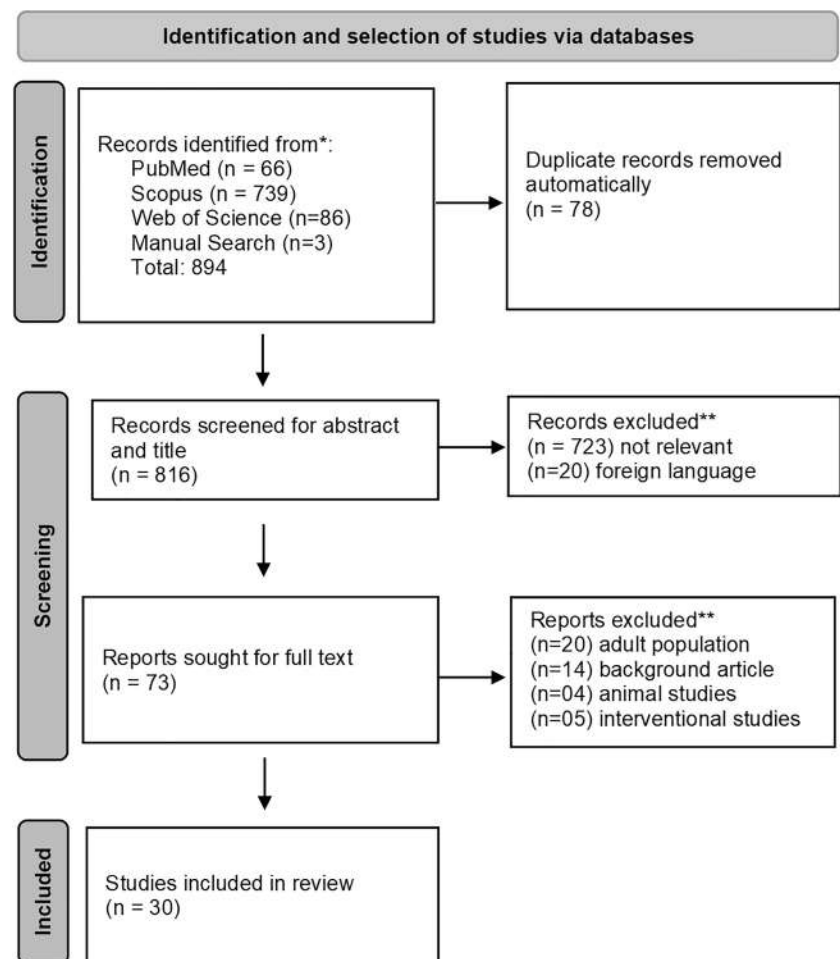 Identification and selection of studies via databases
Identification
Records identified from*:
PubMed (n = 66)
Scopus (n = 739)
Web of Science (n=86)
Manual Search (n=3)
Total: 894
Duplicate records removed
automatically
(n = 78)
Screening
Records screened for abstract
and title
(n = 816)
Records excluded**
(n = 723) not relevant
(n=20) foreign language
Reports sought for full text
(n = 73)
Reports excluded**
(n=20) adult population
(n=14) background article
(n=04) animal studies
(n=05) interventional studies
Included
Studies included in review
(n = 30)